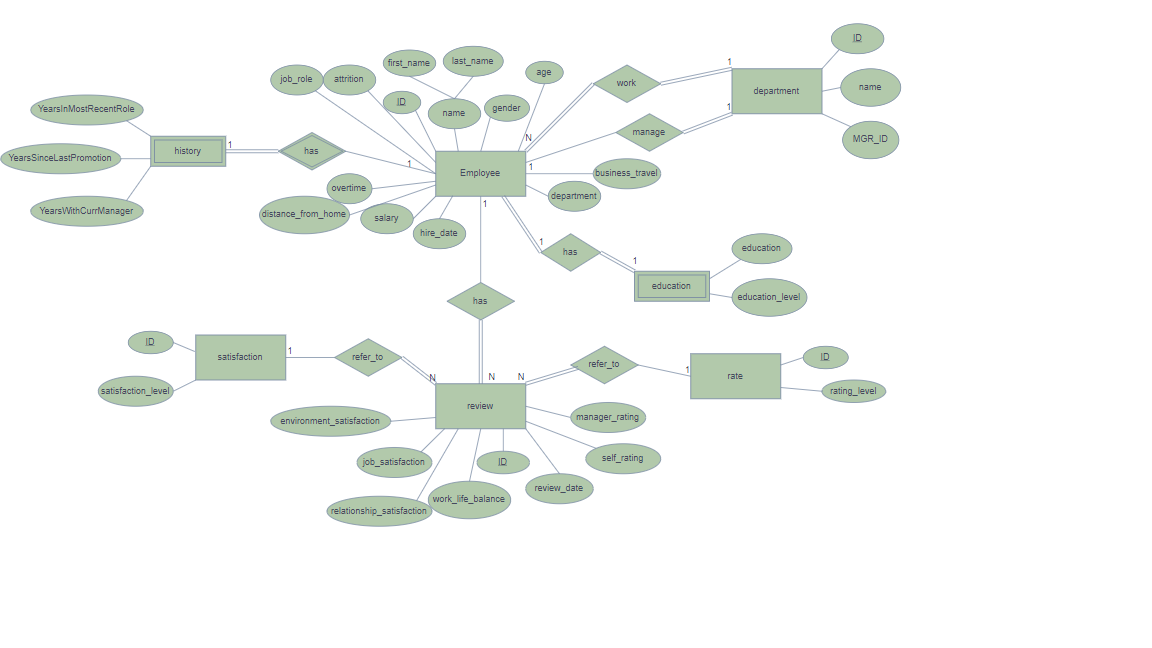 ID
first_name
last_name
1
age
job_role
attrition
work
department
name
ID
gender
YearsInMostRecentRole
name
1
manage
N
MGR_ID
1
history
has
1
YearsSinceLastPromotion
Employee
1
business_travel
overtime
department
distance_from_home
salary
1
YearsWithCurrManager
hire_date
1
has
1
education
education
education_level
has
ID
satisfaction
1
refer_to
refer_to
ID
1
rate
N
N
N
satisfaction_level
rating_level
review
environment_satisfaction
manager_rating
job_satisfaction
ID
self_rating
review_date
work_life_balance
relationship_satisfaction